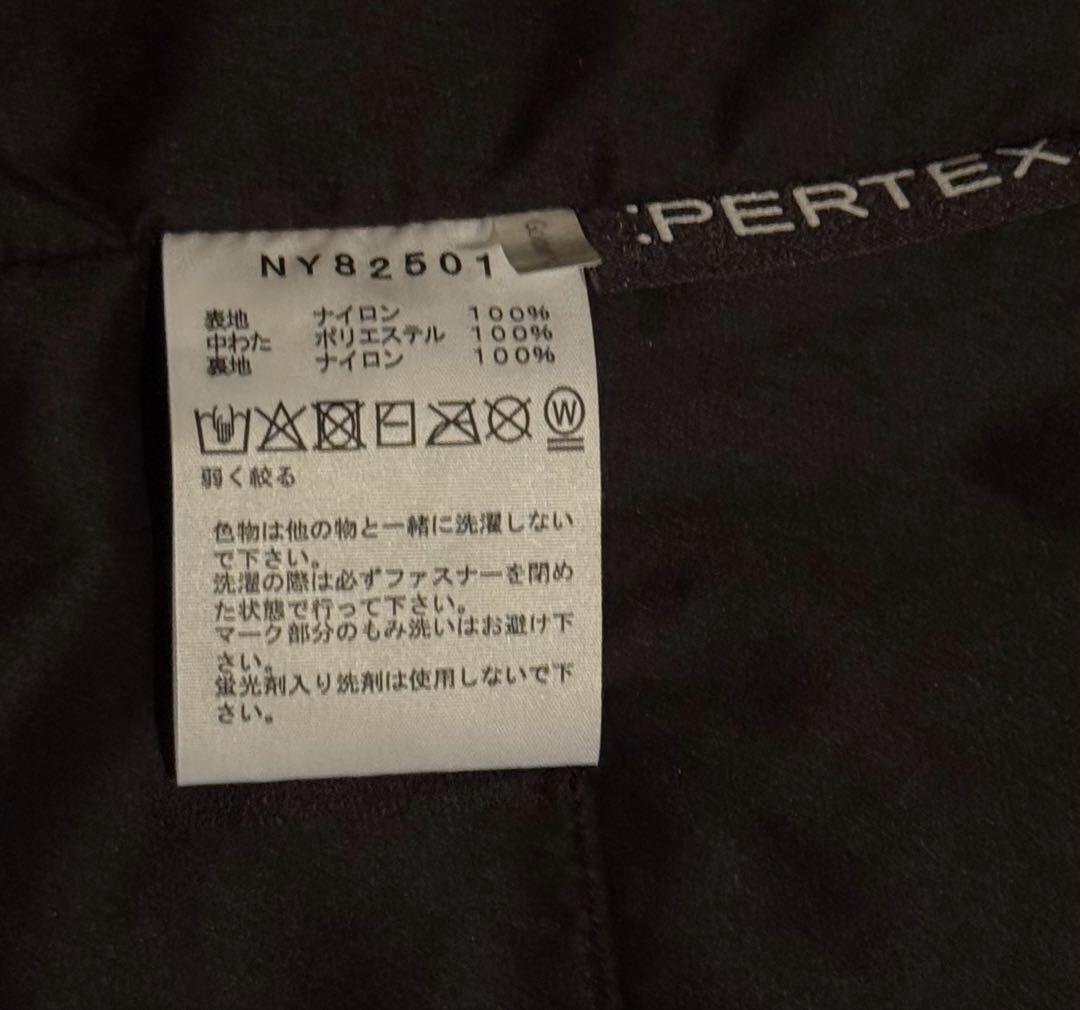 :PERTEX
NY82501
表地 ナイロン 100%
中わた ポリエステル 100%
裏地 ナイロン 100%
W
弱く絞る
色物は他の物と一緒に洗濯しない
で下さい。
洗濯の際は必ずファスナーを閉め
た状態で行って下さい。
マーク部分のもみ洗いはお避け下
さい。
蛍光剤入り洗剤は使用しないで下
さい。